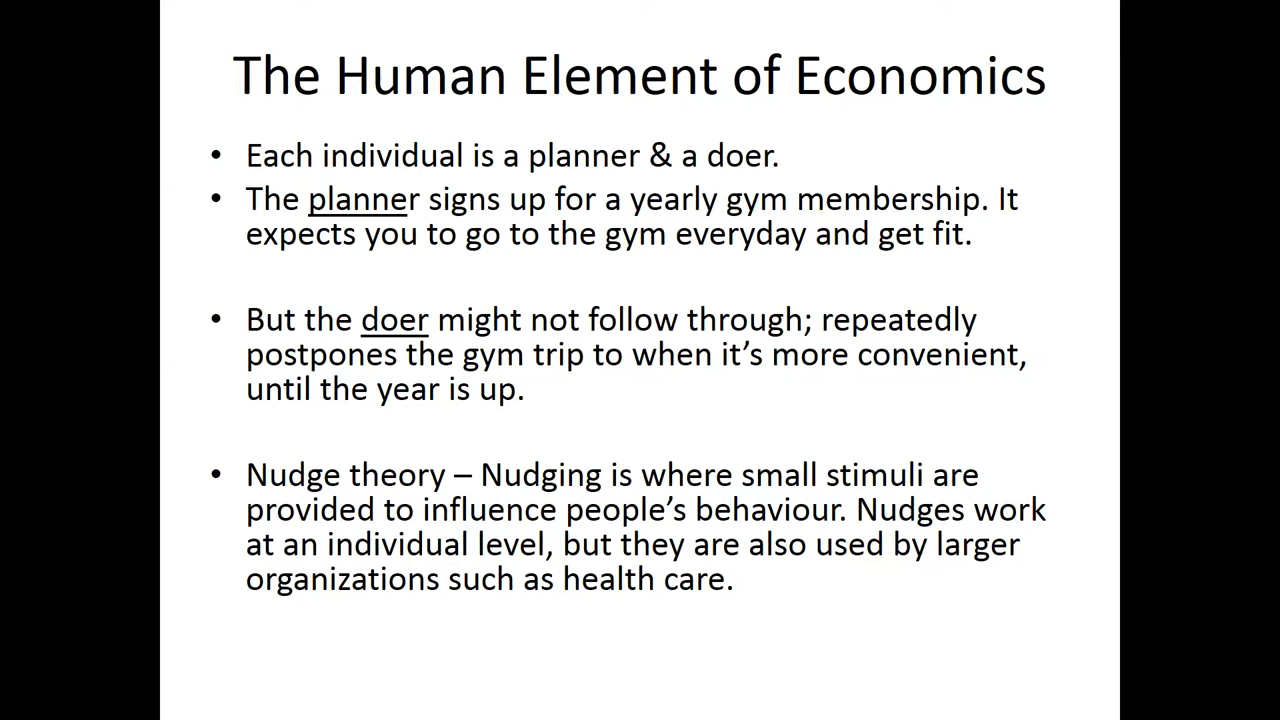 The Human Element of Economics
• Each individual is a planner & a doer.
• The planner signs up for a yearly gym membership. It
expects you to go to the gym everyday and get fit.
• But the doer might not follow through; repeatedly
postpones the gym trip to when it’s more convenient,
until the year is up.
• Nudge theory – Nudging is where small stimuli are
provided to influence people’s behaviour. Nudges work
at an individual level, but they are also used by larger
organizations such as health care.